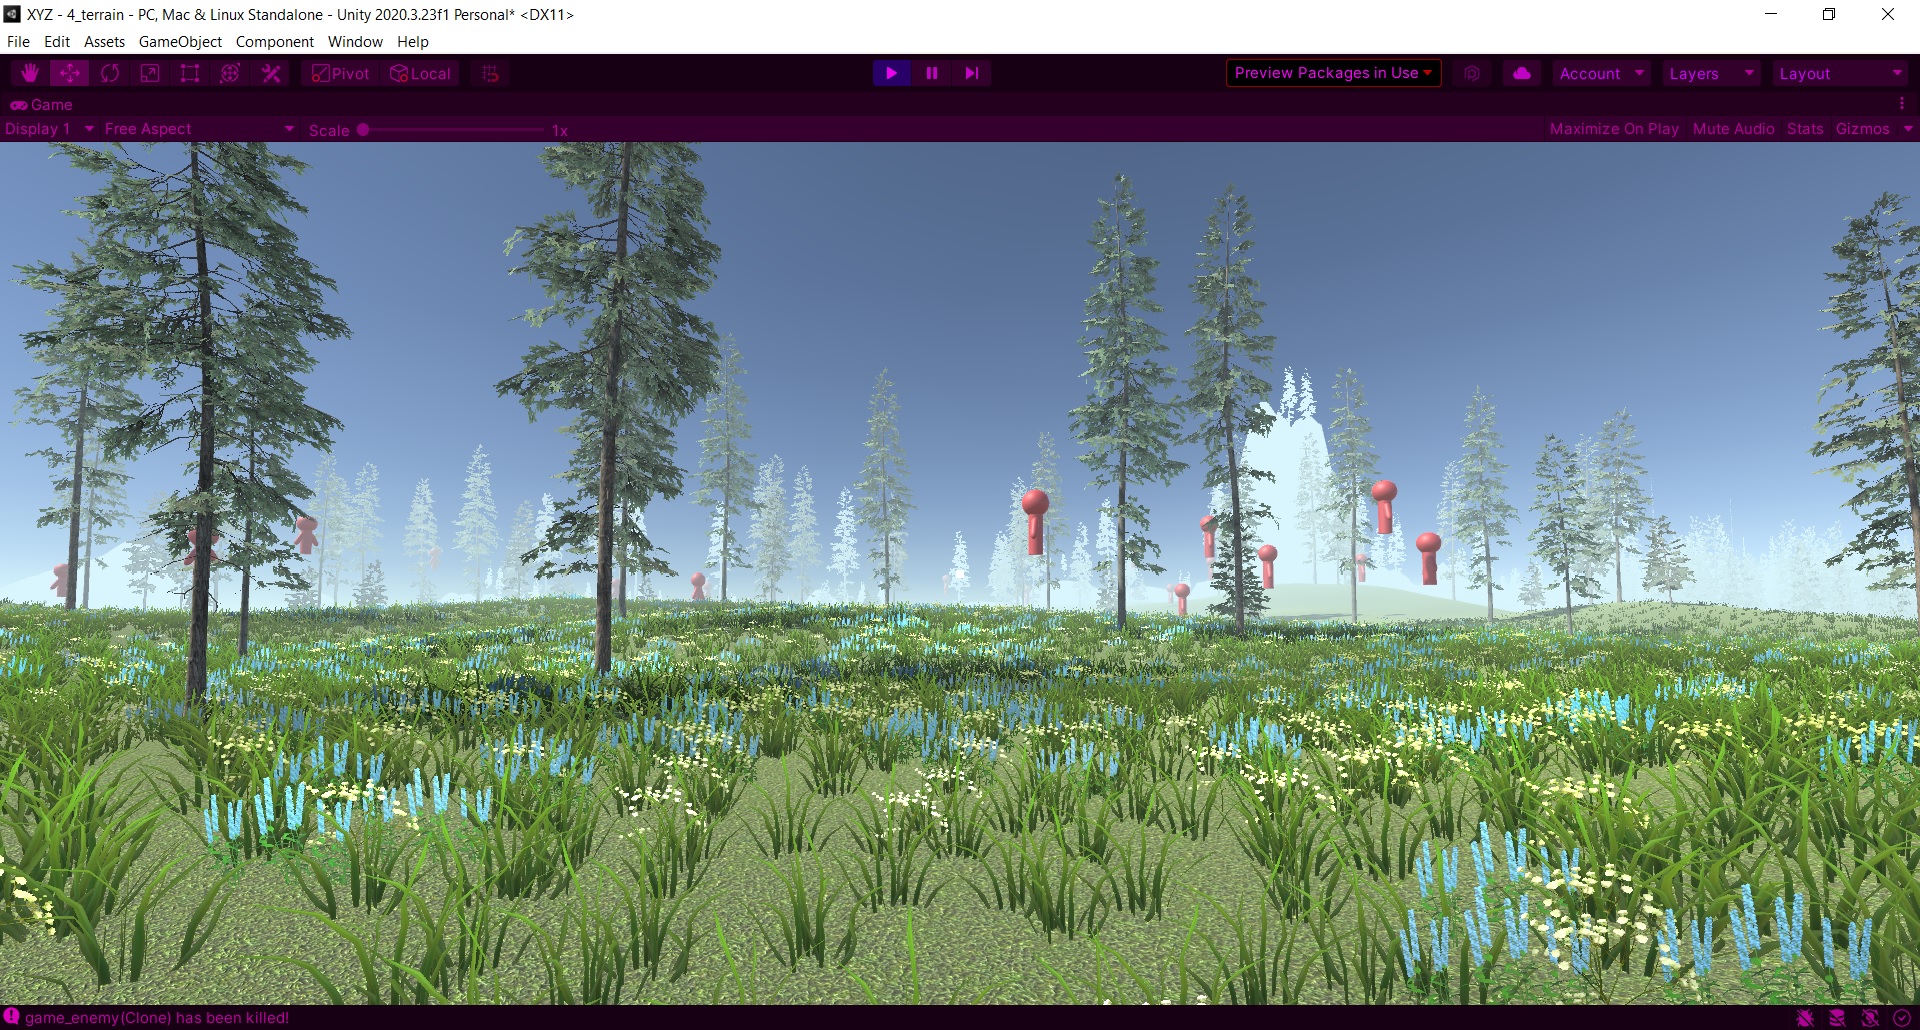 XYZ - 4_terrain - PC, Mac & Linux Standalone - Unity 2020.3.23f1 Personal* <DX11>
File Edit Assets GameObject Component Window Help
Pivot Local Preview Packages in Use Account Layers Layout
Game
Display 1 Free Aspect Scale 1x Maximize On Play Mute Audio Stats Gizmos
game_enemy(Clone) has been killed!